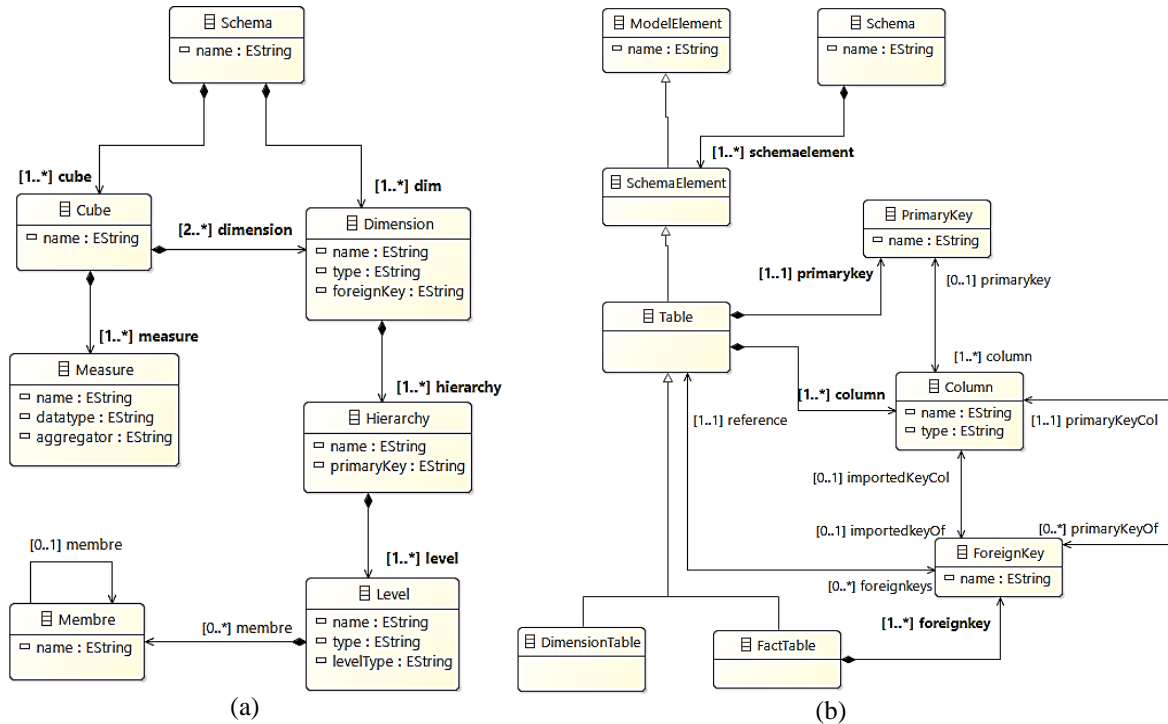 Schema
name : EString
[1..*] cube
[1..*] dim
Cube
name : EString
[2..*] dimension
Dimension
name : EString
type : EString
foreignKey : EString
[1..*] measure
Measure
name : EString
datatype : EString
aggregator : EString
[1..*] hierarchy
Hierarchy
name : EString
primaryKey : EString
[1..*] level
[0..1] membre
Membre
name : EString
[0..*] membre
Level
name : EString
type : EString
levelType : EString
(a)
ModelElement
name : EString
Schema
name : EString
[1..*] schemaelement
SchemaElement
PrimaryKey
name : EString
[1..1] primarykey
[0..1] primarykey
Table
[1..*] column
[1..*] column
Column
name : EString
type : EString
[1..1] reference
[1..1] primaryKeyCol
[0..1] importedKeyCol
[0..1] importedkeyOf
[0..*] primaryKeyOf
ForeignKey
name : EString
[0..*] foreignkeys
[1..*] foreignkey
DimensionTable
FactTable
(b)